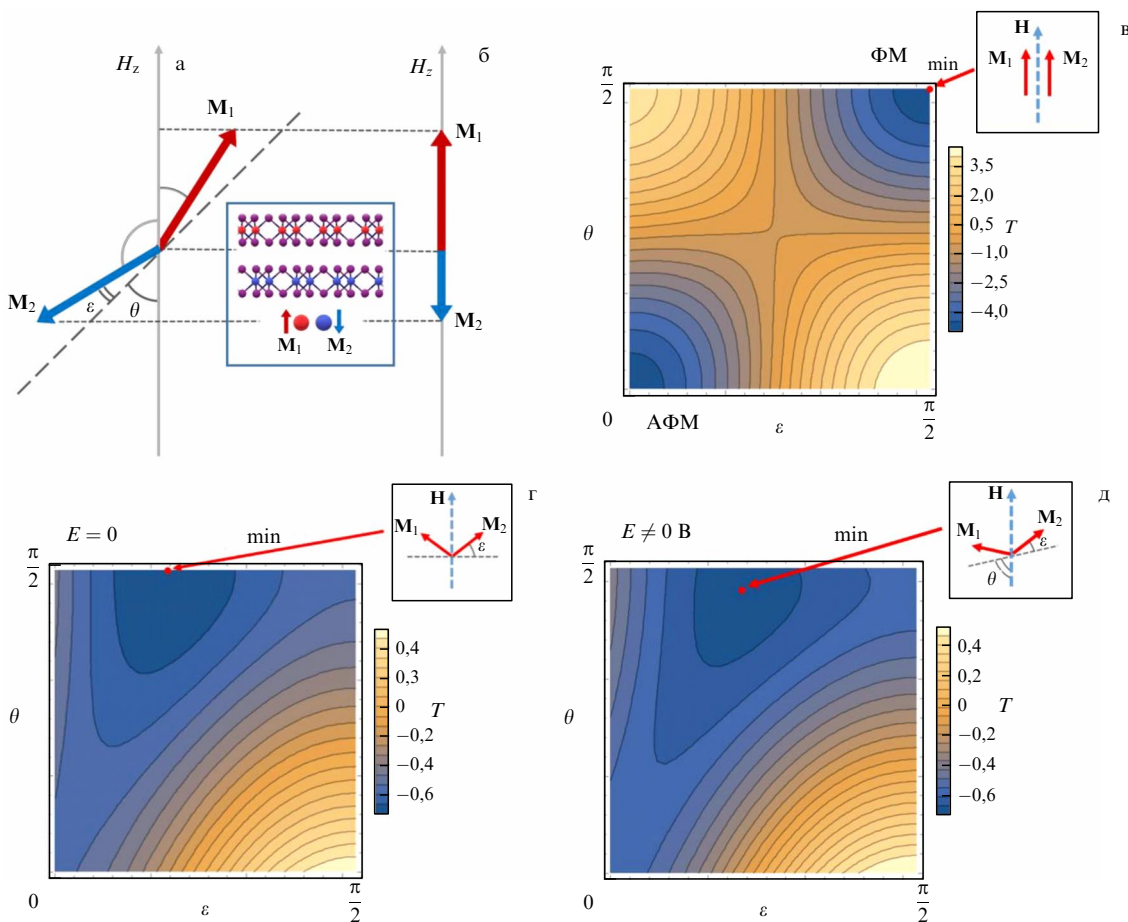 H_z
а
M₁
M₂
ε
θ
M₁
M₂
H_z
б
M₁
M₂
в
H
M₁
M₂
min
ФМ
π/2
θ
0
АФМ
ε
π/2
3,5
2,0
0,5
−1,0
−2,5
−4,0
T
г
H
M₁
M₂
ε
E = 0
min
π/2
θ
0
ε
π/2
0,4
0,3
0
−0,2
−0,4
−0,6
T
д
H
M₁
M₂
ε
θ
E ≠ 0 В
min
π/2
θ
0
ε
π/2
0,4
0,2
0
−0,2
−0,4
−0,6
T